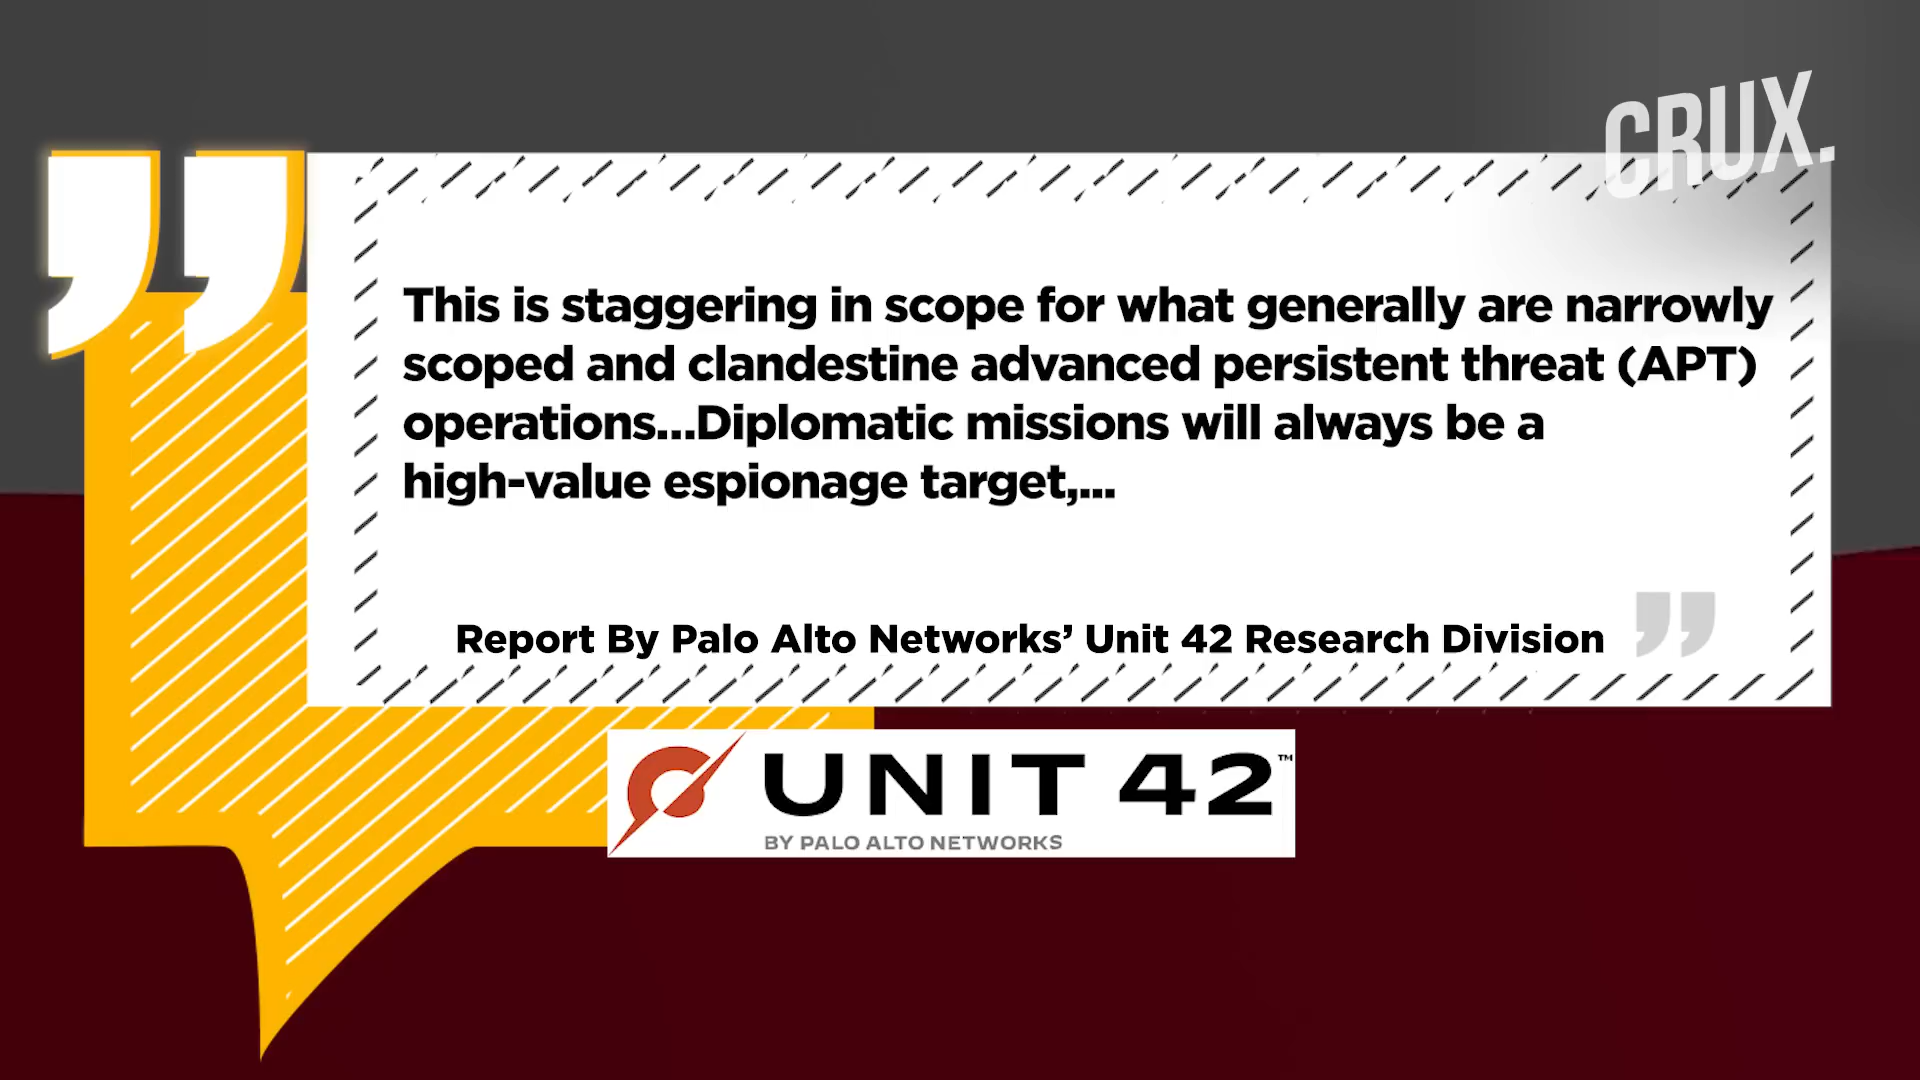 CRUX.
This is staggering in scope for what generally are narrowly
scoped and clandestine advanced persistent threat (APT)
operations...Diplomatic missions will always be a
high-value espionage target,...
Report By Palo Alto Networks’ Unit 42 Research Division
UNIT 42™
BY PALO ALTO NETWORKS